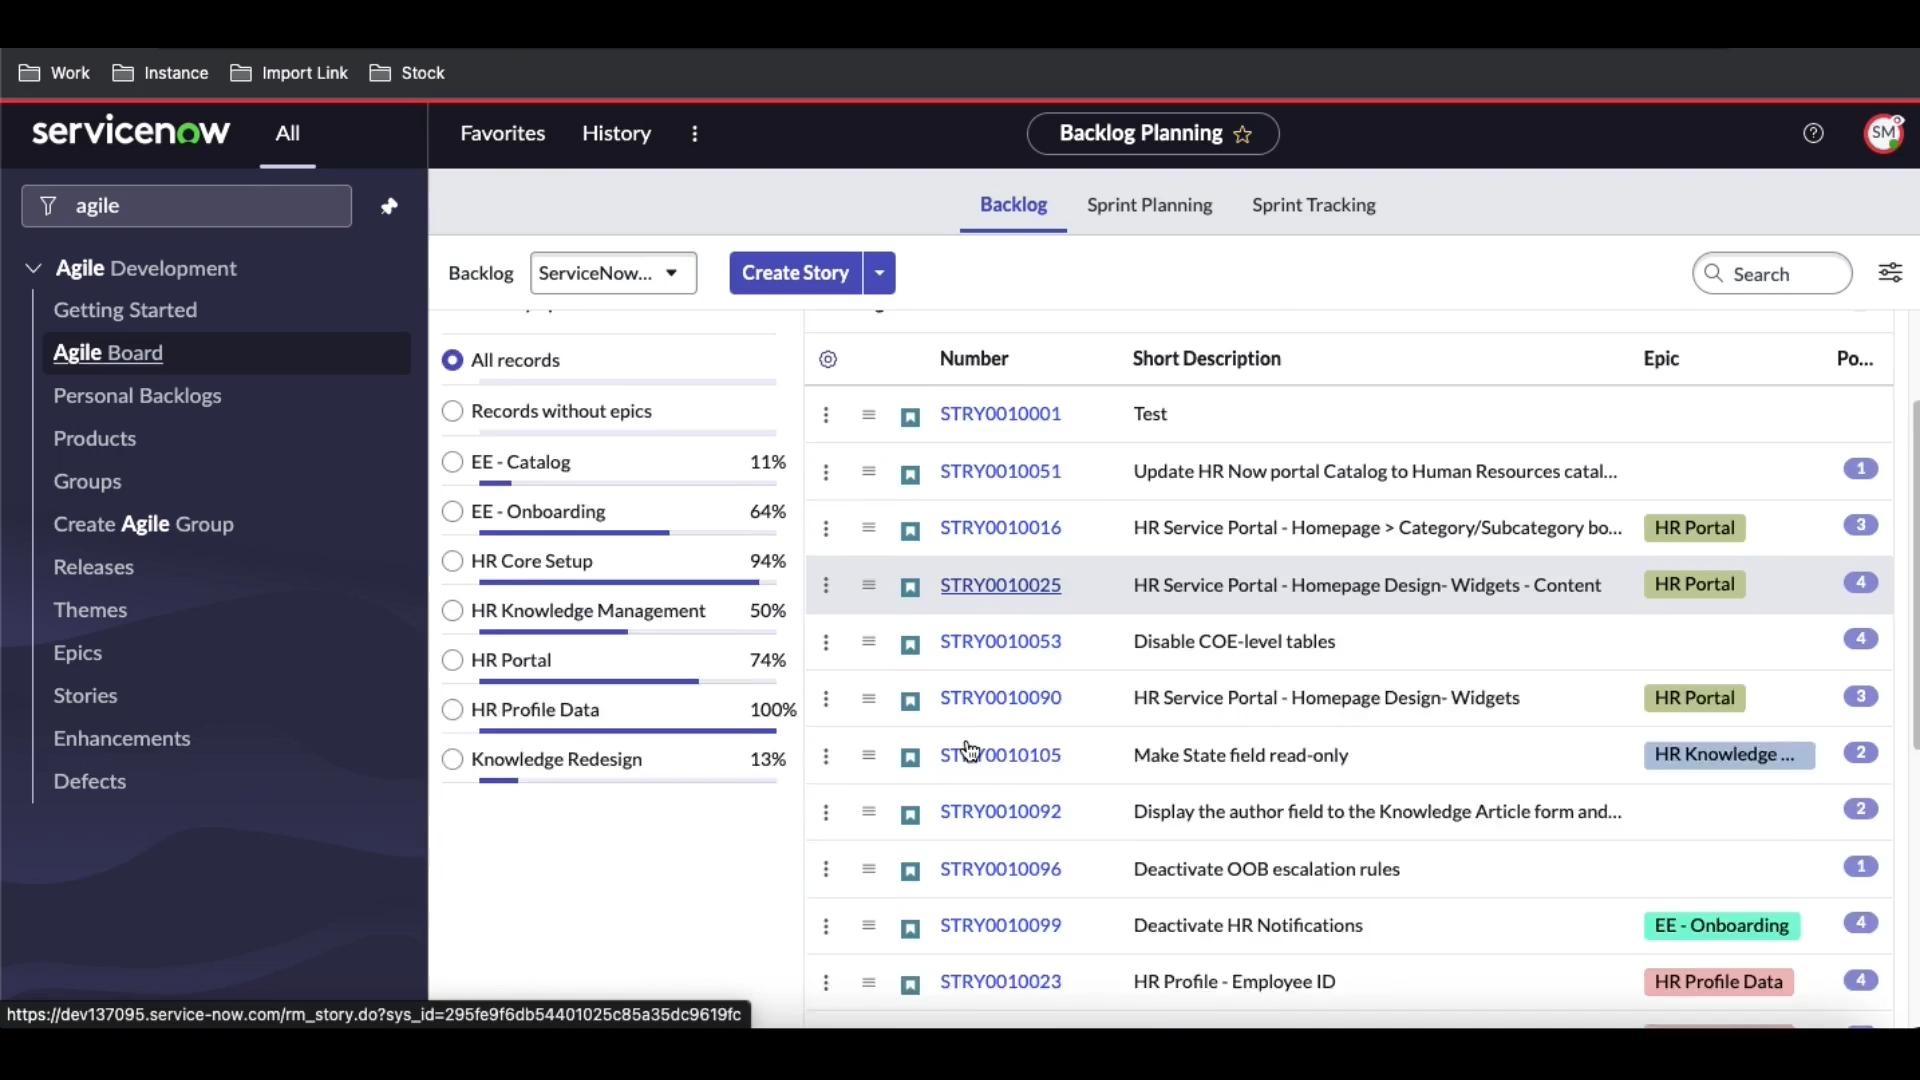 Work Instance Import Link Stock
servicenow All Favorites History Backlog Planning SM
agile
Backlog Sprint Planning Sprint Tracking
Agile Development
Getting Started
Agile Board
Personal Backlogs
Products
Groups
Create Agile Group
Releases
Themes
Epics
Stories
Enhancements
Defects
Backlog ServiceNow... Create Story Search
All records
Records without epics
EE - Catalog 11%
EE - Onboarding 64%
HR Core Setup 94%
HR Knowledge Management 50%
HR Portal 74%
HR Profile Data 100%
Knowledge Redesign 13%
Number Short Description Epic Po...
STRY0010001 Test
STRY0010051 Update HR Now portal Catalog to Human Resources catal... 1
STRY0010016 HR Service Portal - Homepage > Category/Subcategory bo... HR Portal 3
STRY0010025 HR Service Portal - Homepage Design- Widgets - Content HR Portal 4
STRY0010053 Disable COE-level tables 4
STRY0010090 HR Service Portal - Homepage Design- Widgets HR Portal 3
STRY0010105 Make State field read-only HR Knowledge ... 2
STRY0010092 Display the author field to the Knowledge Article form and... 2
STRY0010096 Deactivate OOB escalation rules 1
STRY0010099 Deactivate HR Notifications EE - Onboarding 4
STRY0010023 HR Profile - Employee ID HR Profile Data 4
https://dev137095.service-now.com/rm_story.do?sys_id=295fe9f6db54401025c85a35dc9619fc